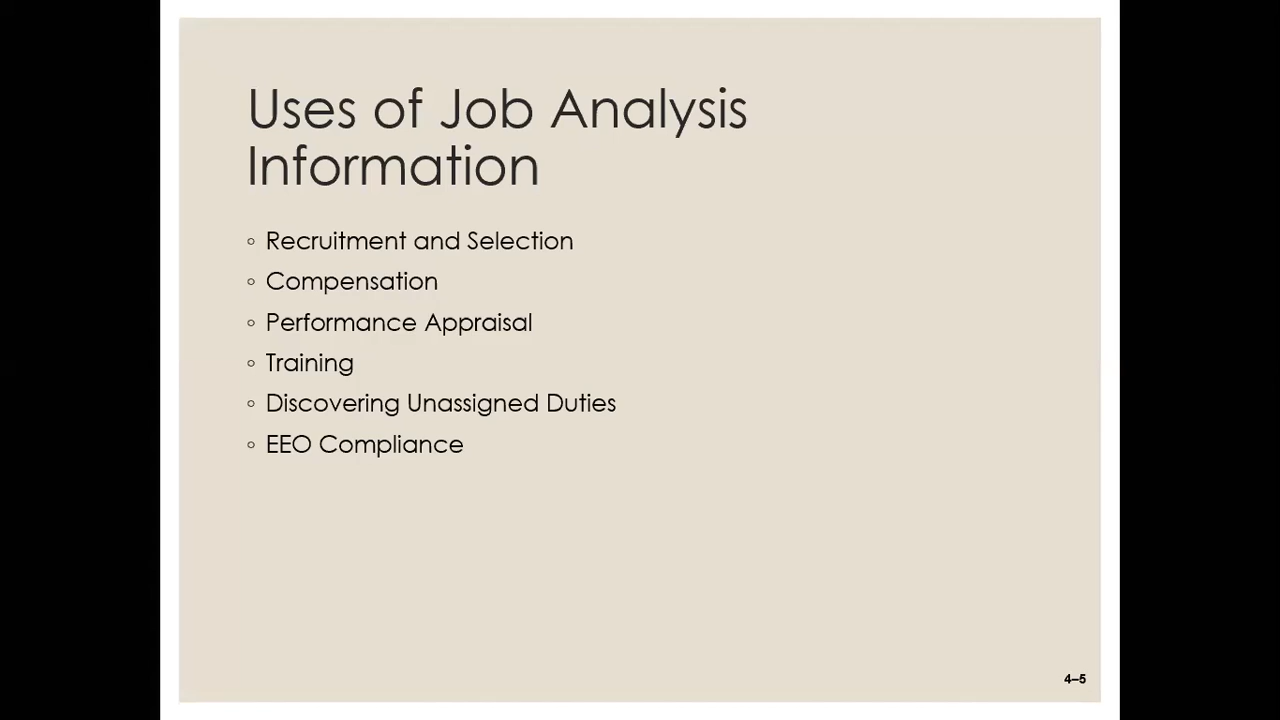 Uses of Job Analysis
Information
◦ Recruitment and Selection
◦ Compensation
◦ Performance Appraisal
◦ Training
◦ Discovering Unassigned Duties
◦ EEO Compliance
4–5